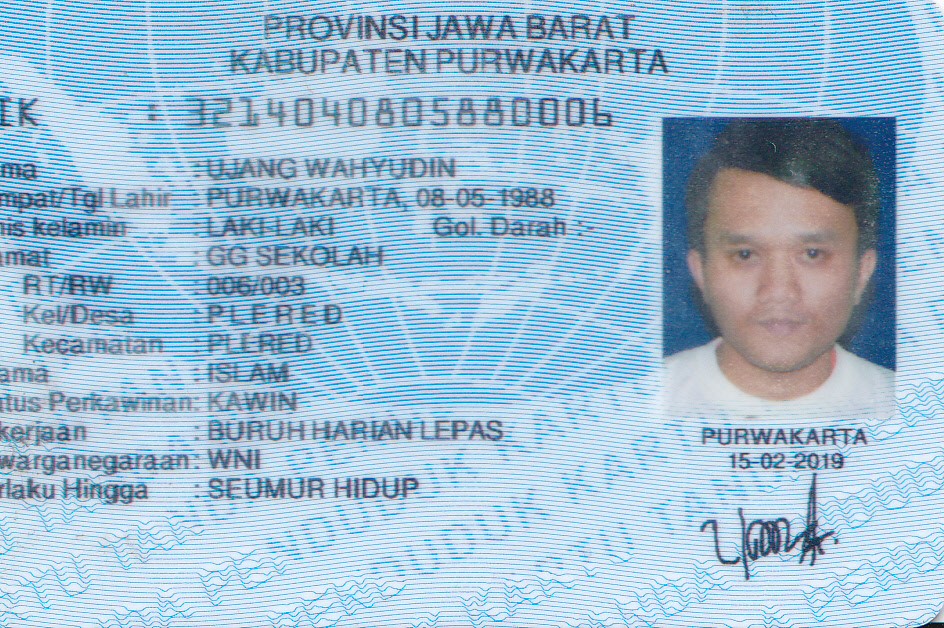 PROVINSI JAWA BARAT
KABUPATEN PURWAKARTA
IK : 3214040805880006
ma : UJANG WAHYUDIN
mpat/Tgl Lahir : PURWAKARTA, 08-05-1988
nis kelamin : LAKI-LAKI Gol. Darah :-
amat : GG SEKOLAH
RT/RW : 006/003
Kel/Desa : PLERED
Kecamatan : PLERED
ama : ISLAM
atus Perkawinan: KAWIN
kerjaan : BURUH HARIAN LEPAS
warganegaraan: WNI
rlaku Hingga : SEUMUR HIDUP
PURWAKARTA
15-02-2019